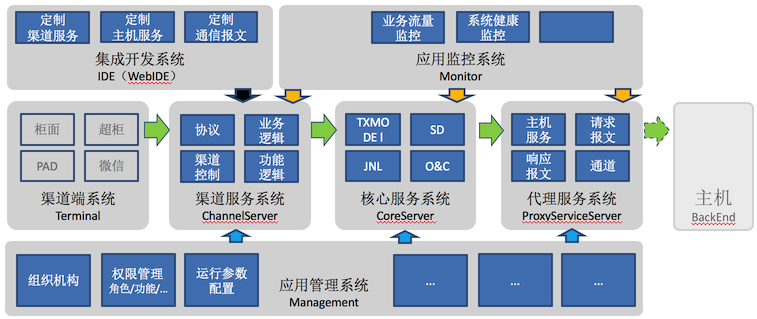 定制
渠道服务
定制
主机服务
定制
通信报文
集成开发系统
IDE（WebIDE）
业务流量
监控
系统健康
监控
应用监控系统
Monitor
柜面
超柜
PAD
微信
渠道端系统
Terminal
协议
业务
逻辑
渠道
控制
功能
逻辑
渠道服务系统
ChannelServer
TXMO
DE I
SD
JNL
O&C
核心服务系统
CoreServer
主机
服务
请求
报文
响应
报文
通道
代理服务系统
ProxyServiceServer
主机
BackEnd
组织机构
权限管理
角色/功能/...
运行参数
配置
应用管理系统
Management
...
...
...